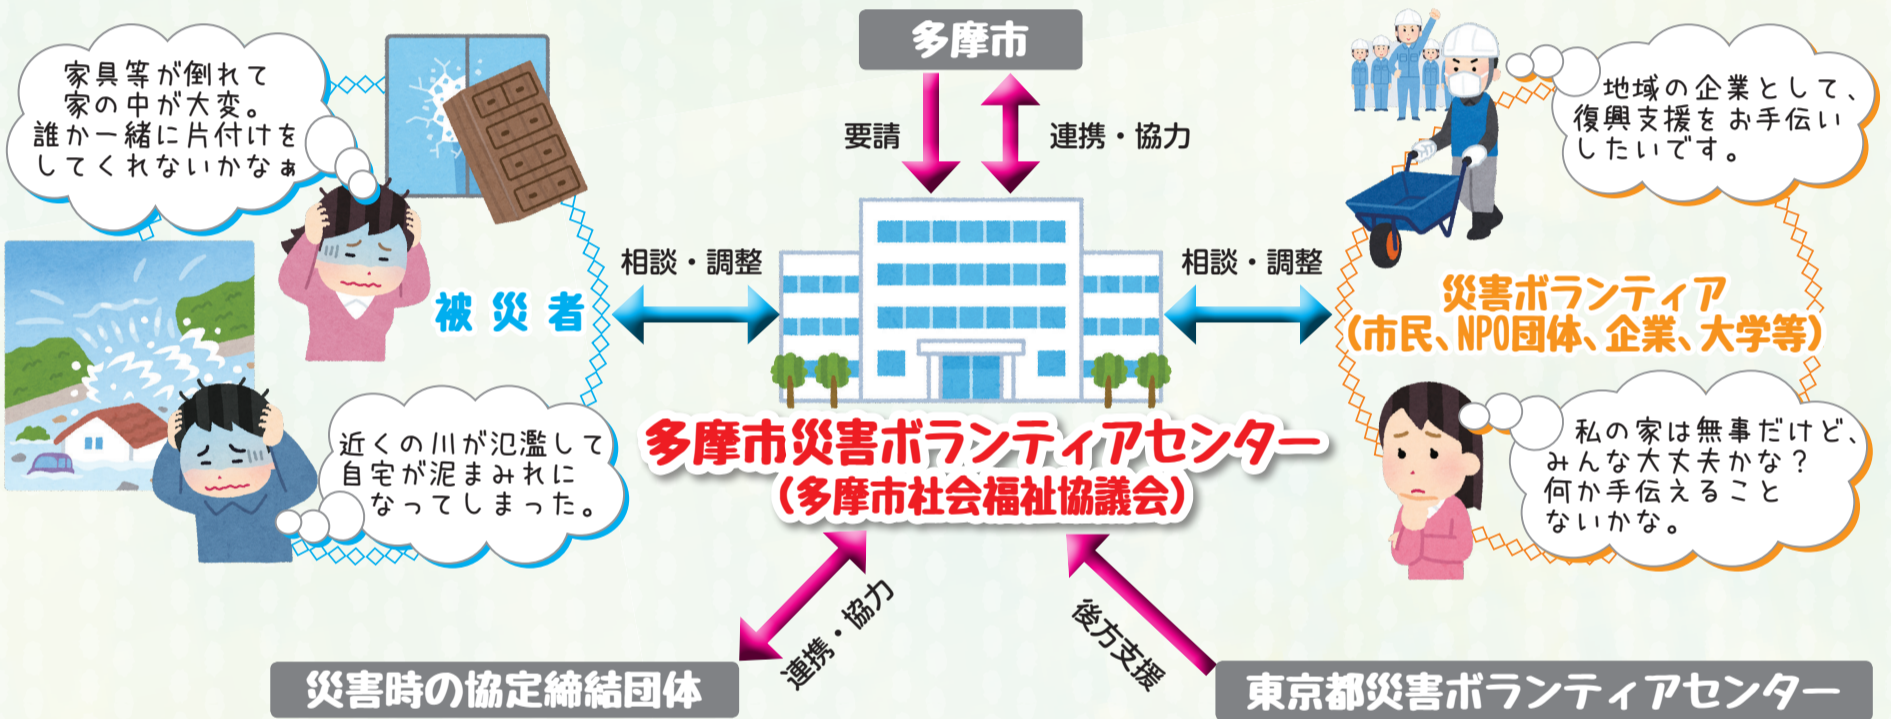 多摩市
家具等が倒れて
家の中が大変。
誰か一緒に片付けを
してくれないかなぁ
要請
連携・協力
地域の企業として、
復興支援をお手伝い
したいです。
相談・調整
相談・調整
被災者
災害ボランティア
(市民、NPO団体、企業、大学等)
近くの川が氾濫して
自宅が泥まみれに
なってしまった。
多摩市災害ボランティアセンター
(多摩市社会福祉協議会)
私の家は無事だけど、
みんな大丈夫かな?
何か手伝えること
ないかな。
連携・協力
後方支援
災害時の協定締結団体
東京都災害ボランティアセンター